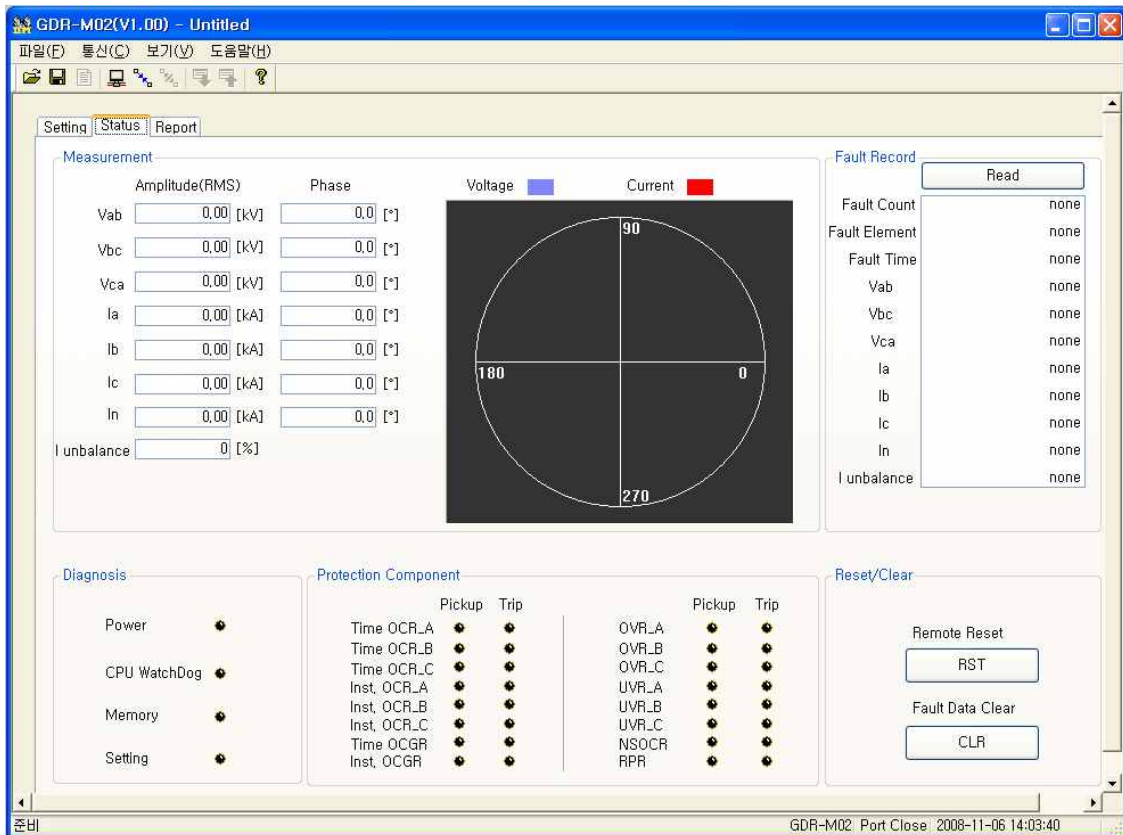 GDR-M02(V1.00) - Untitled
파일(F) 통신(C) 보기(V) 도움말(H)
Setting Status Report
Measurement
Amplitude(RMS) Phase
Vab 0,00 [kV] 0,0 [°]
Vbc 0,00 [kV] 0,0 [°]
Vca 0,00 [kV] 0,0 [°]
Ia 0,00 [kA] 0,0 [°]
Ib 0,00 [kA] 0,0 [°]
Ic 0,00 [kA] 0,0 [°]
In 0,00 [kA] 0,0 [°]
I unbalance 0 [%]
Voltage Current
90
180 0
270
Fault Record
Read
Fault Count none
Fault Element none
Fault Time none
Vab none
Vbc none
Vca none
Ia none
Ib none
Ic none
In none
I unbalance none
Diagnosis
Power
CPU WatchDog
Memory
Setting
Protection Component
Pickup Trip Pickup Trip
Time OCR_A OVR_A
Time OCR_B OVR_B
Time OCR_C OVR_C
Inst, OCR_A UVR_A
Inst, OCR_B UVR_B
Inst, OCR_C UVR_C
Time OCGR NSOCR
Inst, OCGR RPR
Reset/Clear
Remote Reset
RST
Fault Data Clear
CLR
준비 GDR-M02 Port Close 2008-11-06 14:03:40